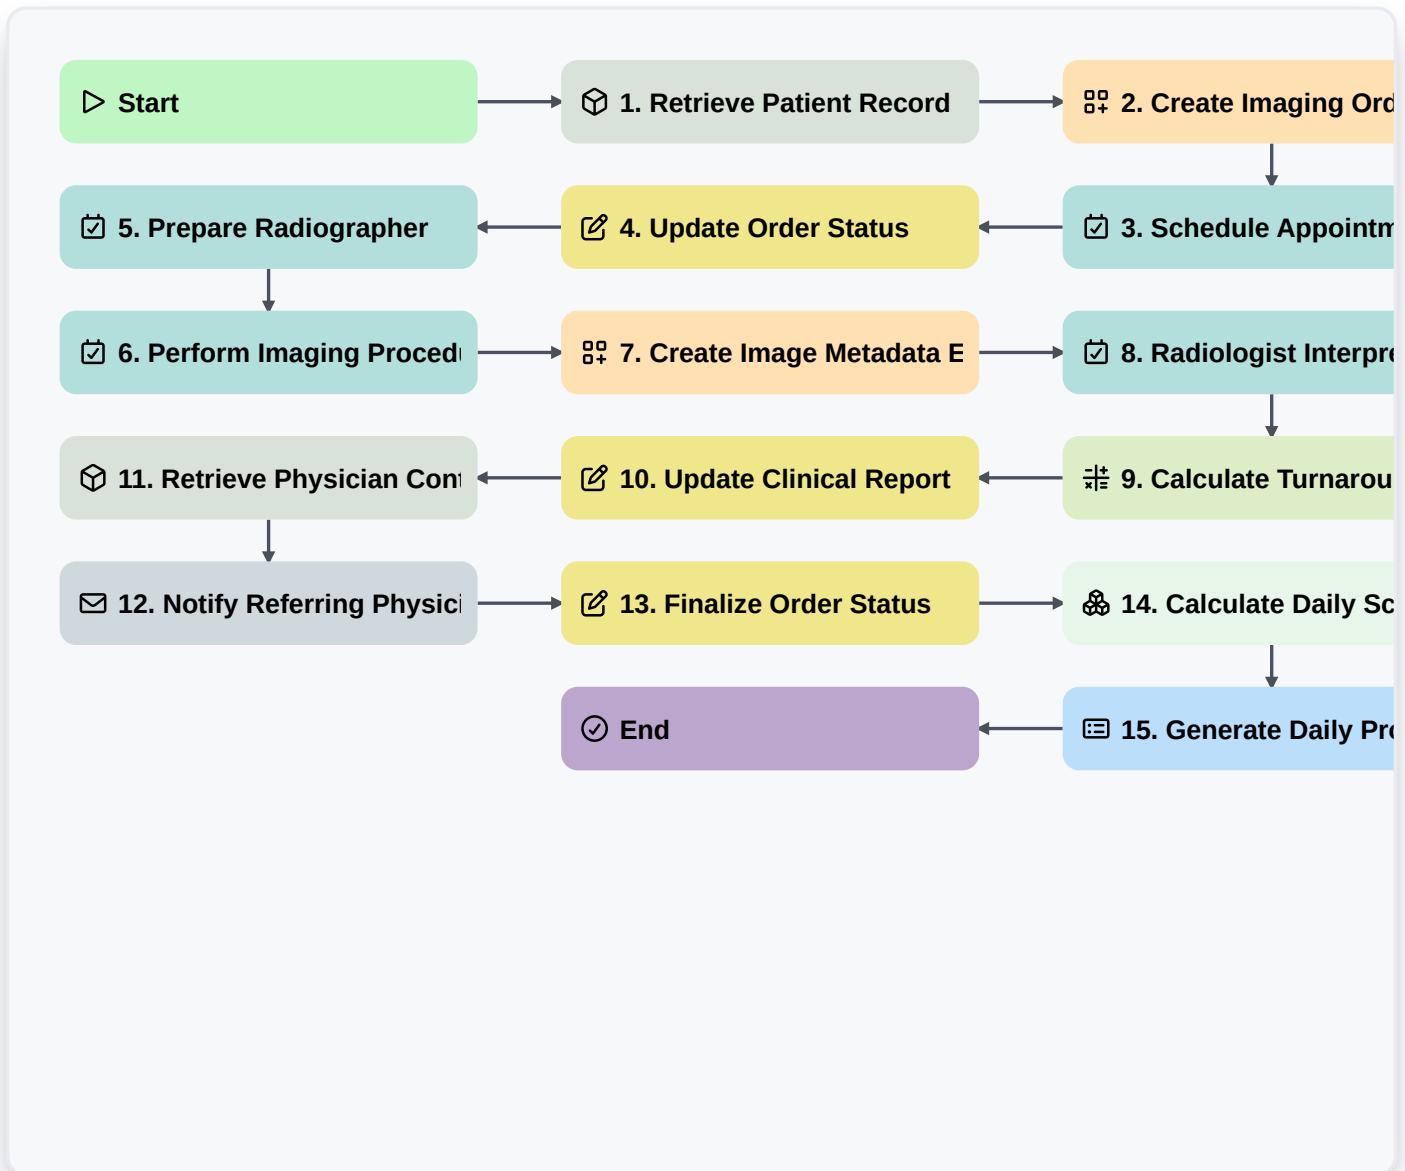 Start
1. Retrieve Patient Record
2. Create Imaging Ord
5. Prepare Radiographer
4. Update Order Status
3. Schedule Appointm
6. Perform Imaging Proced
7. Create Image Metadata E
8. Radiologist Interpre
11. Retrieve Physician Cont
10. Update Clinical Report
9. Calculate Turnarou
12. Notify Referring Physici
13. Finalize Order Status
14. Calculate Daily Sc
End
15. Generate Daily Pro